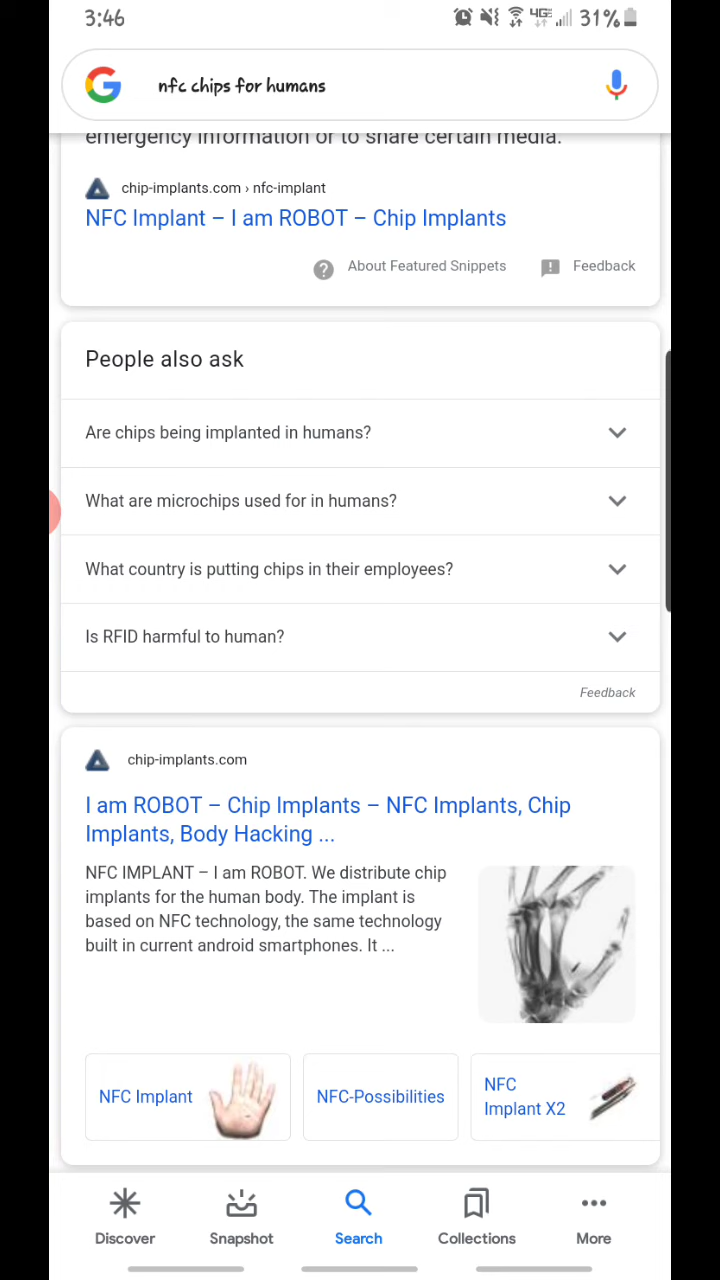 3:46
4GE
31%
nfc chips for humans
emergency information or to share certain media.
chip-implants.com › nfc-implant
NFC Implant – I am ROBOT – Chip Implants
About Featured Snippets
Feedback
People also ask
Are chips being implanted in humans?
What are microchips used for in humans?
What country is putting chips in their employees?
Is RFID harmful to human?
Feedback
chip-implants.com
I am ROBOT – Chip Implants – NFC Implants, Chip
Implants, Body Hacking ...
NFC IMPLANT – I am ROBOT. We distribute chip
implants for the human body. The implant is
based on NFC technology, the same technology
built in current android smartphones. It ...
NFC Implant
NFC-Possibilities
NFC
Implant X2
Discover
Snapshot
Search
Collections
More